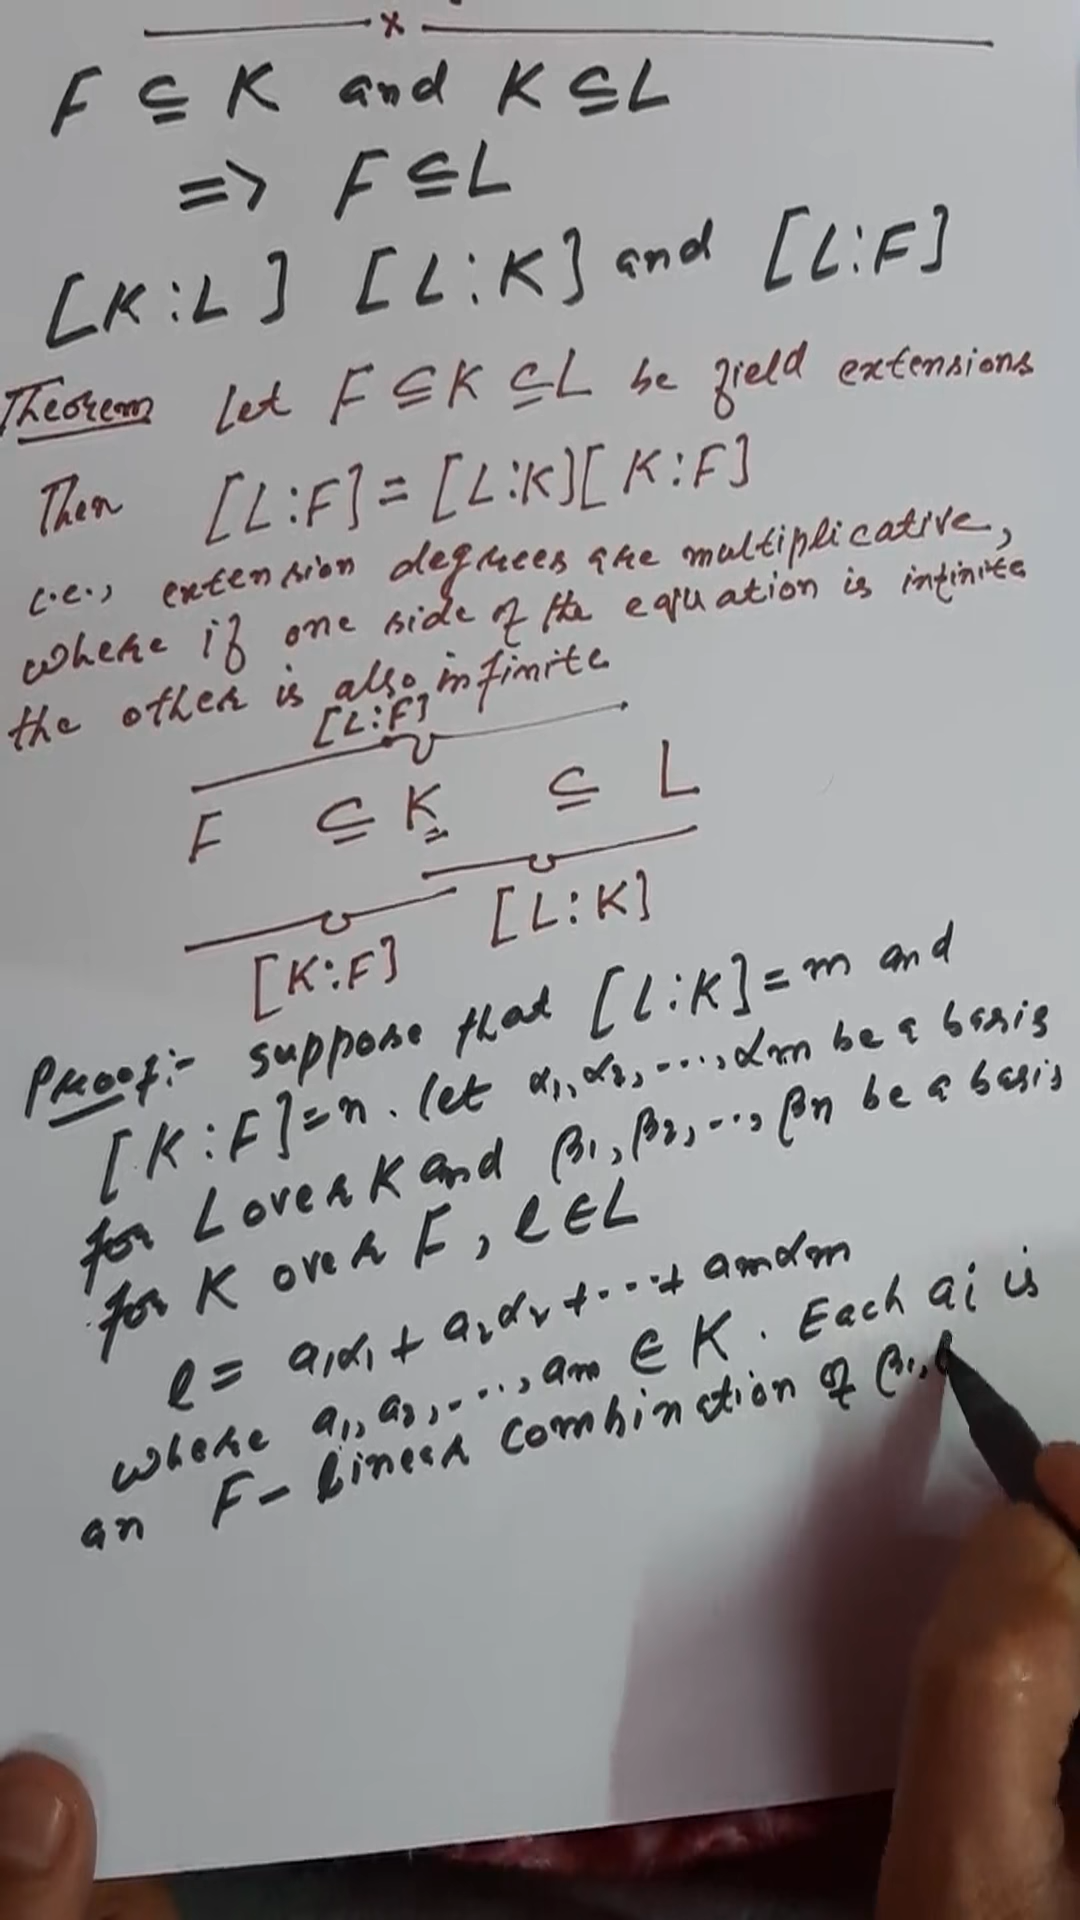 x
F ⊆ K and K ⊆ L
=> F ⊆ L
[K:L] [L:K] and [L:F]
Theorem Let F ⊆ K ⊆ L be field extensions
Then [L:F] = [L:K][K:F]
i.e., extension degrees are multiplicative,
where if one side of the equation is infinite
the other is also infinite
[L:F]
F ⊆ K ⊆ L
[K:F] [L:K]
Proof:- suppose that [L:K]=m and
[K:F]=n. let α1, α2, ..., αm be a basis
for L over K and β1, β2, ..., βn be a basis
for K over F, l ∈ L
l = a1α1 + a2α2 + ... + amαm
where a1, a2, ..., am ∈ K. Each ai is
an F-linear combination of β1,